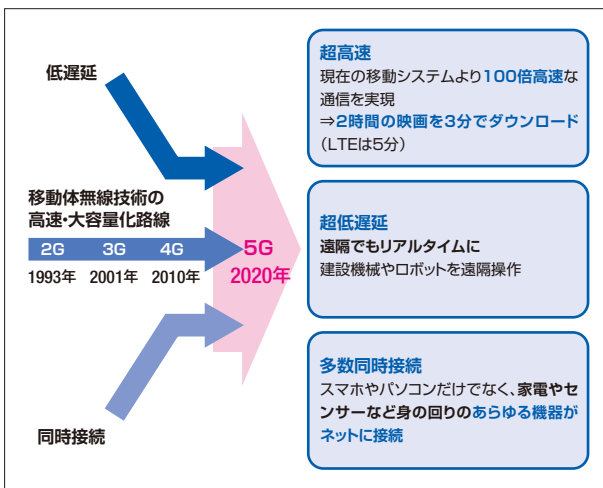 低遅延
移動体無線技術の
高速・大容量化路線
2G 3G 4G 5G
1993年 2001年 2010年 2020年
同時接続
超高速
現在の移動システムより100倍高速な
通信を実現
⇒2時間の映画を3分でダウンロード
（LTEは5分）
超低遅延
遠隔でもリアルタイムに
建設機械やロボットを遠隔操作
多数同時接続
スマホやパソコンだけでなく、家電やセ
ンサーなど身の回りのあらゆる機器が
ネットに接続